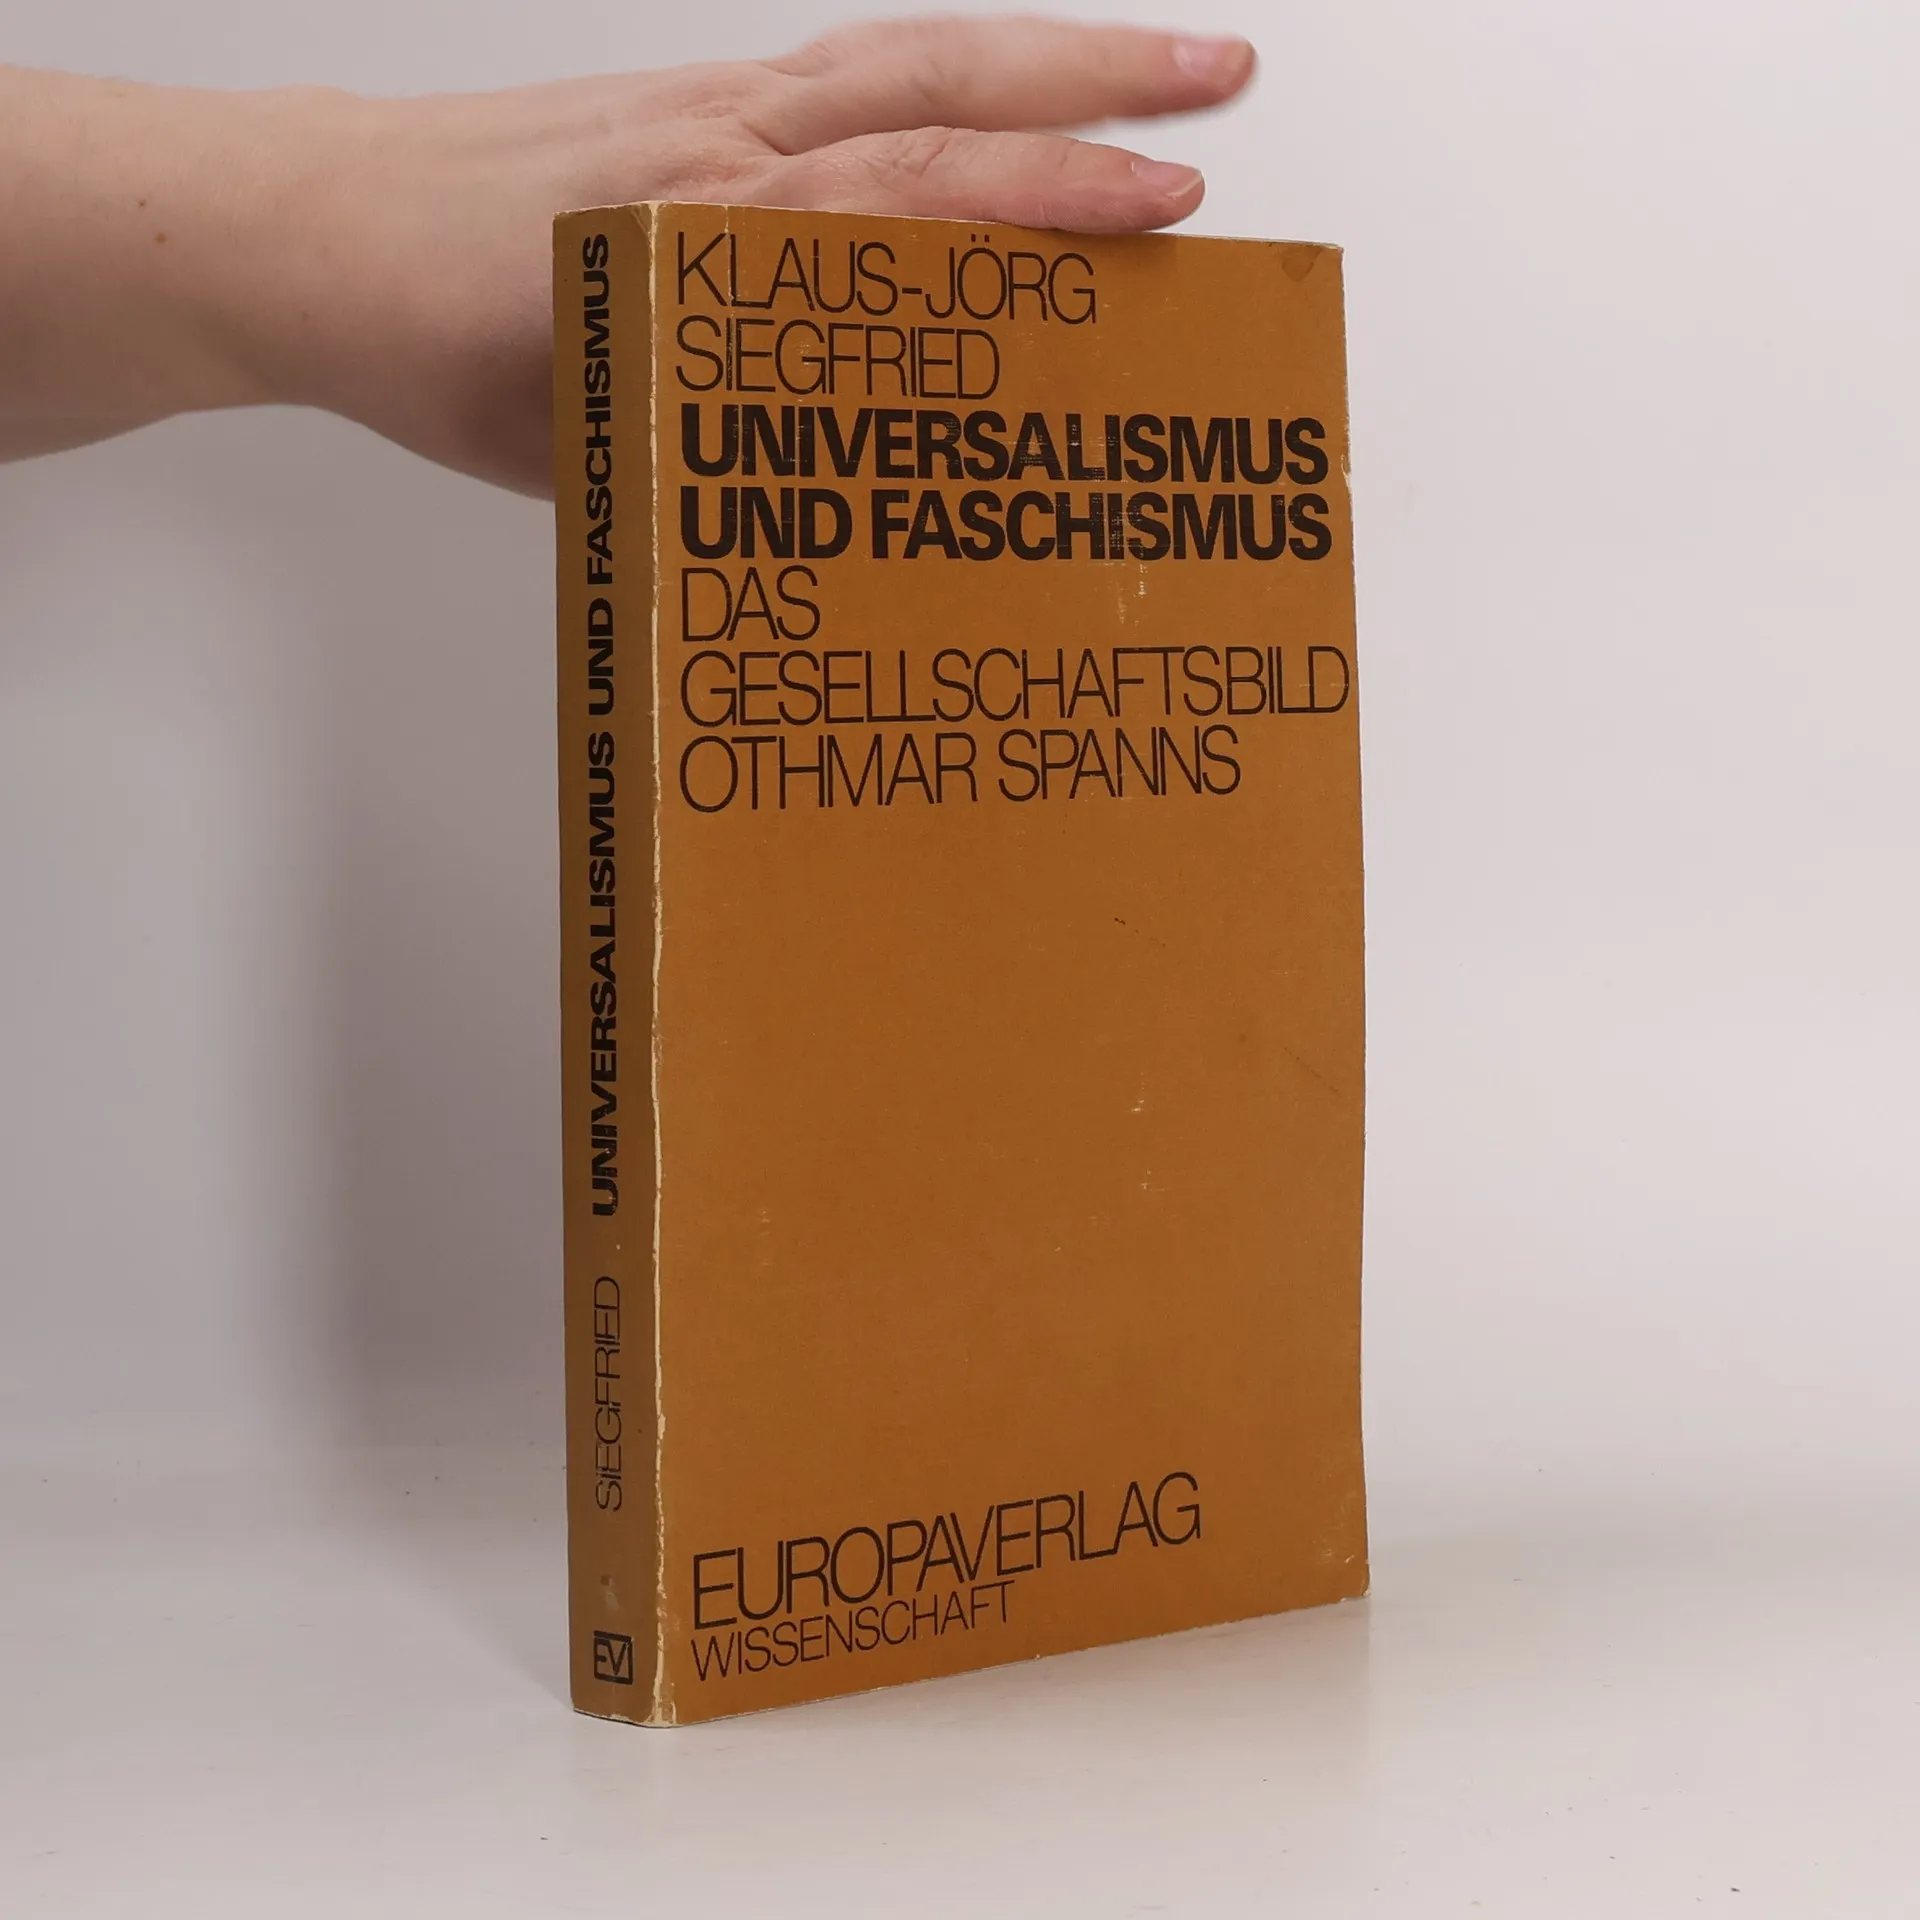 KLAUS-JÖRG
SIEGFRIED
UNIVERSALISMUS
UND FASCHISMUS
DAS
GESELLSCHAFTSBILD
OTHMAR SPANNS
EUROPAVERLAG
WISSENSCHAFT
SIEGFRIED · UNIVERSALISMUS UND FASCHISMUS
EV